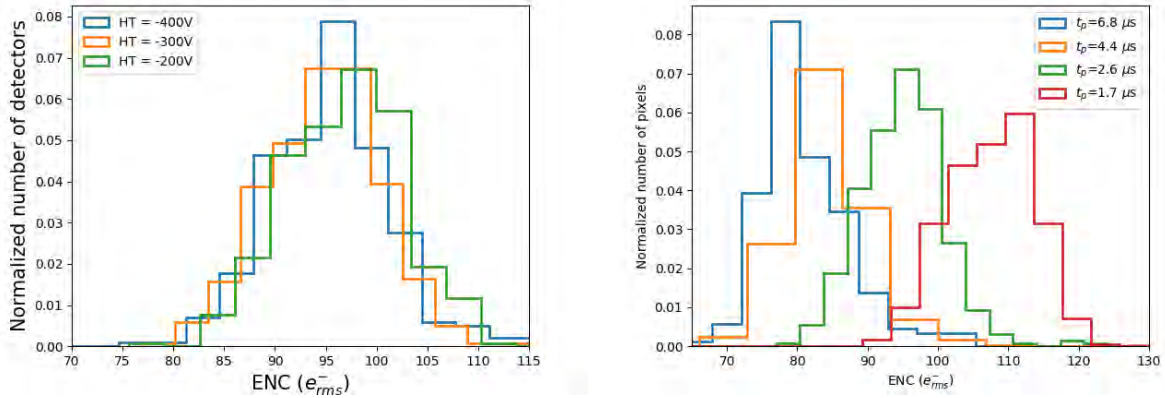 HT = -400V
HT = -300V
HT = -200V
Normalized number of detectors
0.08
0.07
0.06
0.05
0.04
0.03
0.02
0.01
0.00
70 75 80 85 90 95 100 105 110 115
ENC (e⁻rms)
tp=6.8 μs
tp=4.4 μs
tp=2.6 μs
tp=1.7 μs
Normalized number of pixels
0.08
0.07
0.06
0.05
0.04
0.03
0.02
0.01
0.00
70 80 90 100 110 120 130
ENC (e⁻rms)